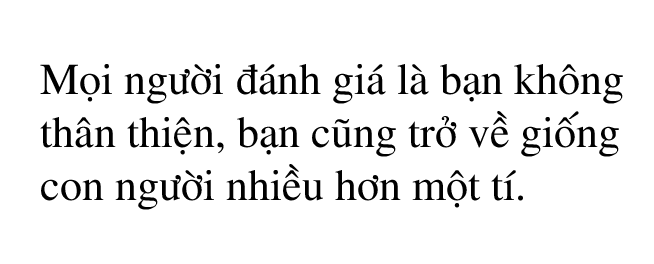 Mọi người đánh giá là bạn không
thân thiện, bạn cũng trở về giống
con người nhiều hơn một tí.